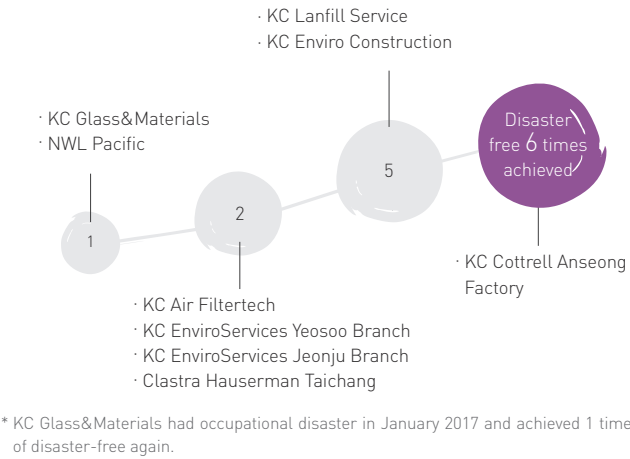 · KC Lanfill Service
· KC Enviro Construction
· KC Glass&Materials
· NWL Pacific
Disaster
free 6 times
achieved
5
2
1
· KC Cottrell Anseong
Factory
· KC Air Filtertech
· KC EnviroServices Yeosoo Branch
· KC EnviroServices Jeonju Branch
· Clastra Hauserman Taichang
* KC Glass&Materials had occupational disaster in January 2017 and achieved 1 time
of disaster-free again.